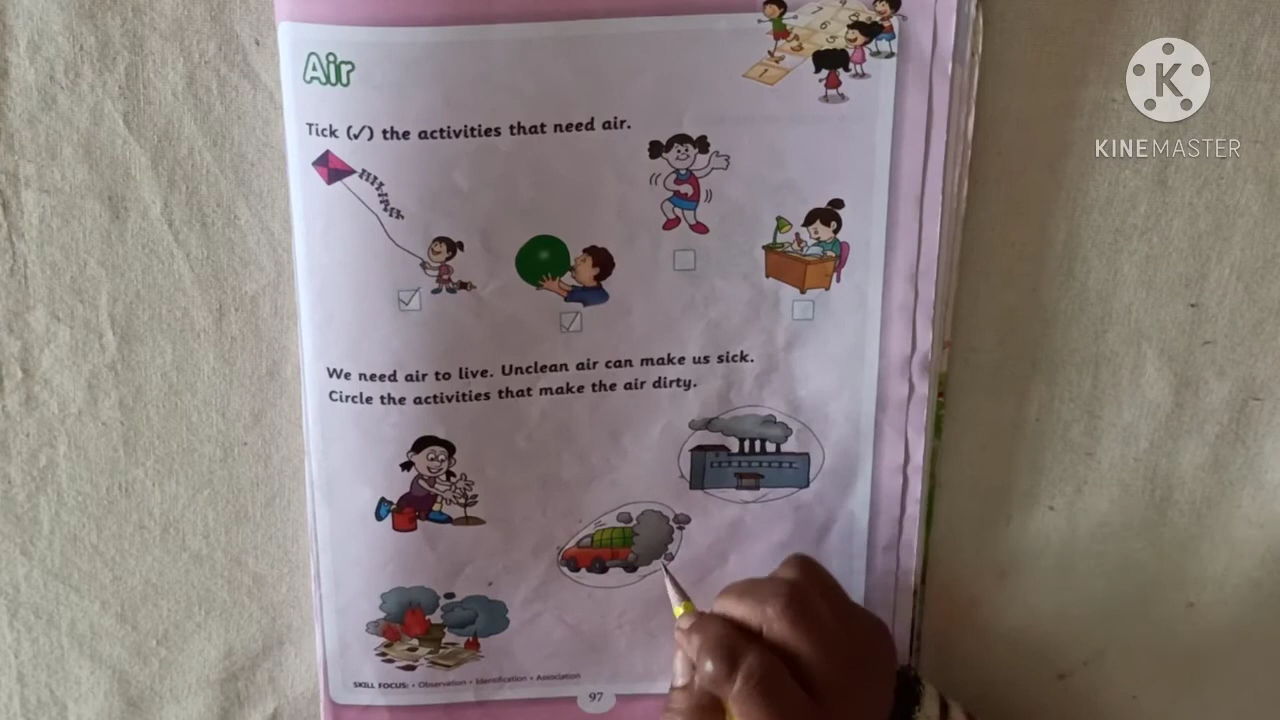 Air
Tick (✓) the activities that need air.
We need air to live. Unclean air can make us sick.
Circle the activities that make the air dirty.
SKILL FOCUS: • Observation • Identification • Association
97
K
KINEMASTER